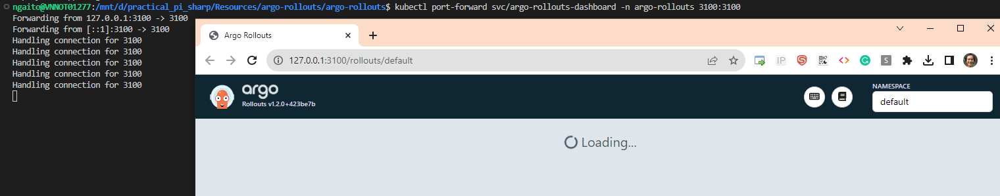 ngaito@VNNOT01277:/mnt/d/practical_pi_sharp/Resources/argo-rollouts/argo-rollouts$ kubectl port-forward svc/argo-rollouts-dashboard -n argo-rollouts 3100:3100
Forwarding from 127.0.0.1:3100 -> 3100
Forwarding from [::1]:3100 -> 3100
Handling connection for 3100
Handling connection for 3100
Handling connection for 3100
Handling connection for 3100
Handling connection for 3100
Argo Rollouts
127.0.0.1:3100/rollouts/default
IP
5
S
argo
Rollouts v1.2.0+423be7b
NAMESPACE
default
Loading...